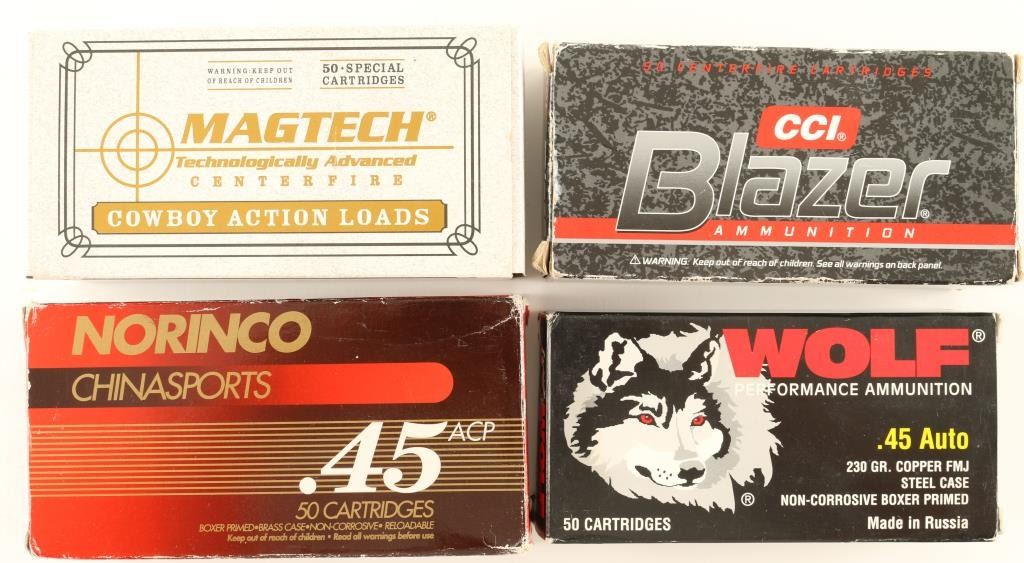 WARNING: KEEP OUT
OF REACH OF CHILDREN
50 • SPECIAL
CARTRIDGES
MAGTECH®
Technologically Advanced
CENTERFIRE
COWBOY ACTION LOADS
50 CENTERFIRE CARTRIDGES
CCI®
Blazer®
AMMUNITION
⚠WARNING: Keep out of reach of children. See all warnings on back panel.
NORINCO
CHINASPORTS
.45 ACP
50 CARTRIDGES
BOXER PRIMED•BRASS CASE•NON-CORROSIVE•RELOADABLE
Keep out of reach of children • Read all warnings before use
WOLF®
PERFORMANCE AMMUNITION
.45 Auto
230 GR. COPPER FMJ
STEEL CASE
NON-CORROSIVE BOXER PRIMED
®
50 CARTRIDGES
Made in Russia